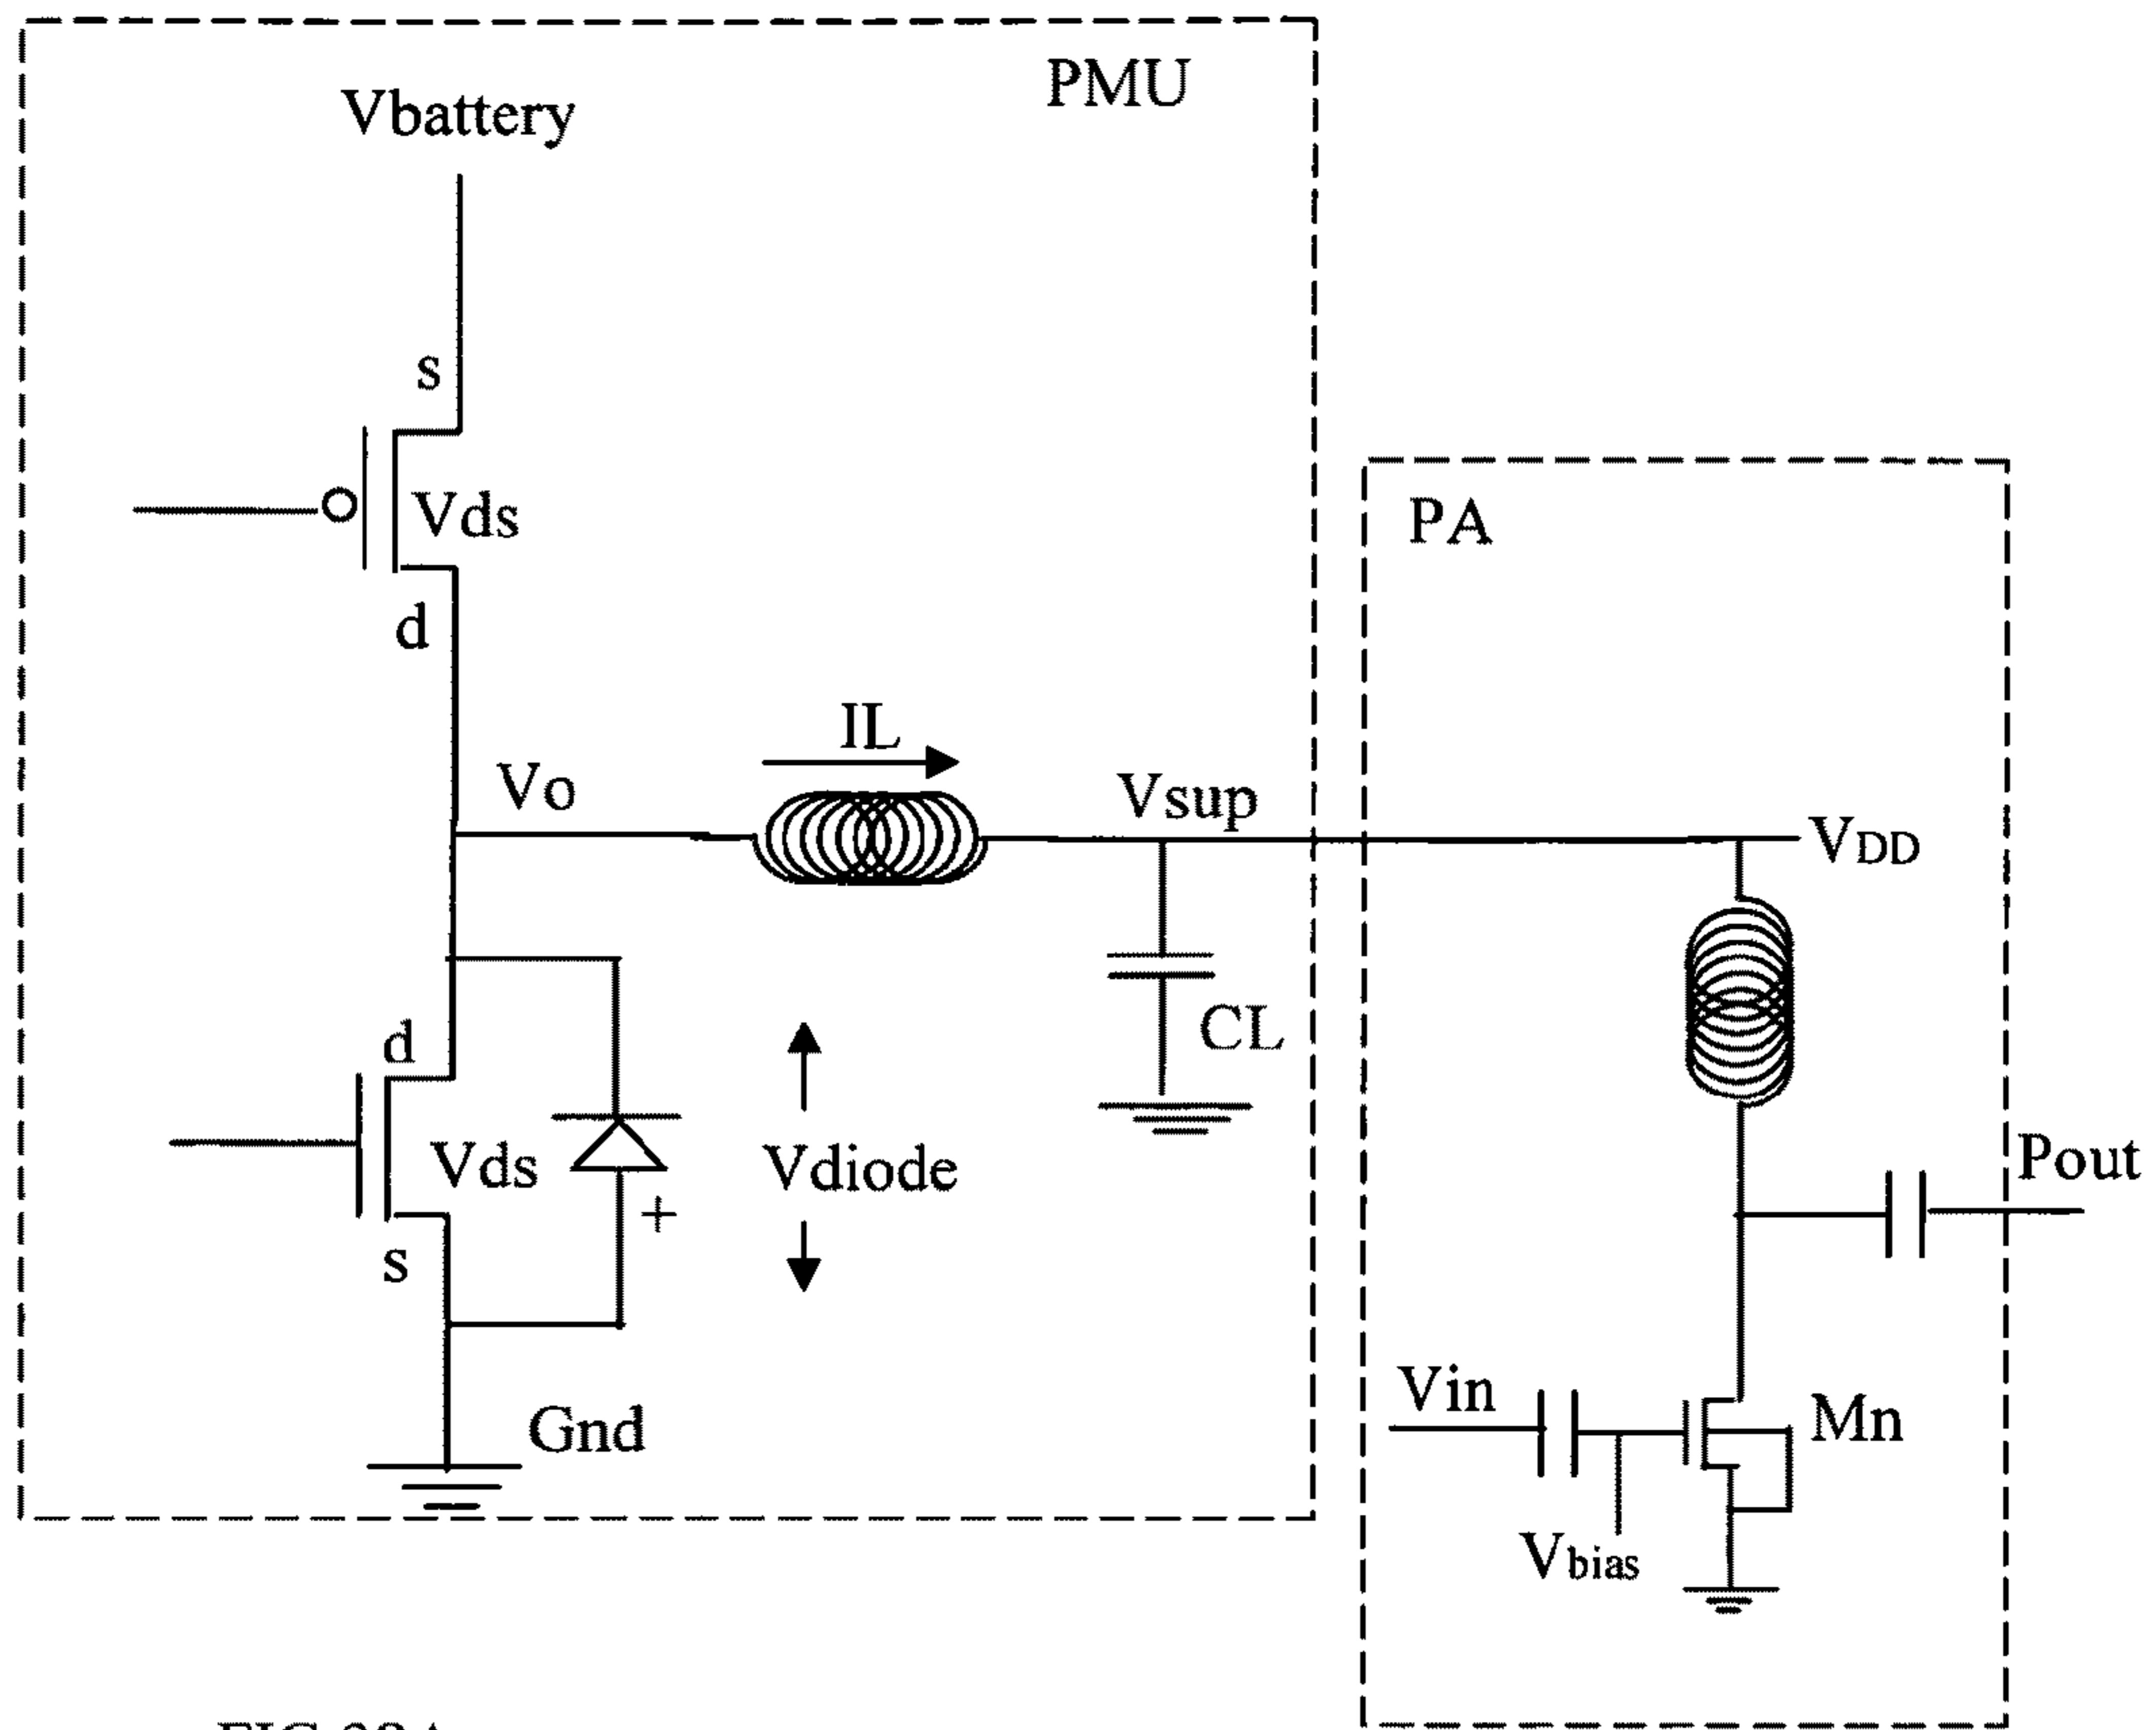 PMU
Vbattery
s
Vds
d
PA
IL
Vo
Vsup
VDD
d
CL
Vds
Vdiode
+
Pout
s
Vin
Mn
Gnd
Vbias